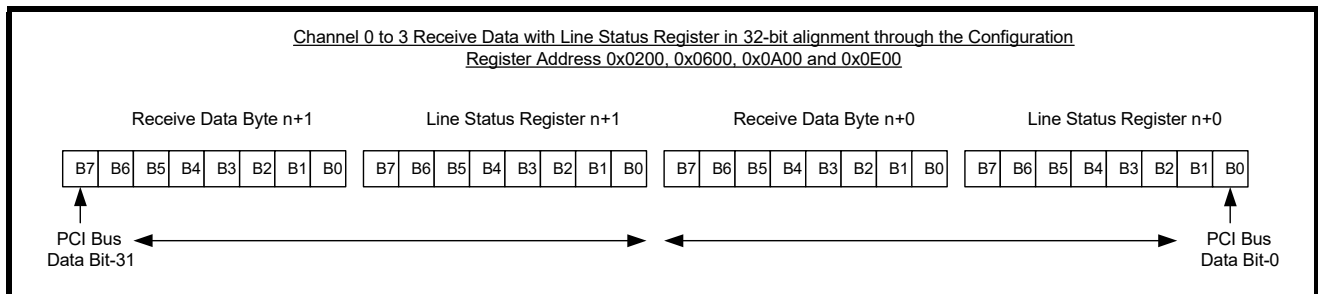 Channel 0 to 3 Receive Data with Line Status Register in 32-bit alignment through the Configuration
Register Address 0x0200, 0x0600, 0x0A00 and 0x0E00
Receive Data Byte n+1 Line Status Register n+1 Receive Data Byte n+0 Line Status Register n+0
B7 B6 B5 B4 B3 B2 B1 B0 B7 B6 B5 B4 B3 B2 B1 B0 B7 B6 B5 B4 B3 B2 B1 B0 B7 B6 B5 B4 B3 B2 B1 B0
PCI Bus
Data Bit-31
PCI Bus
Data Bit-0